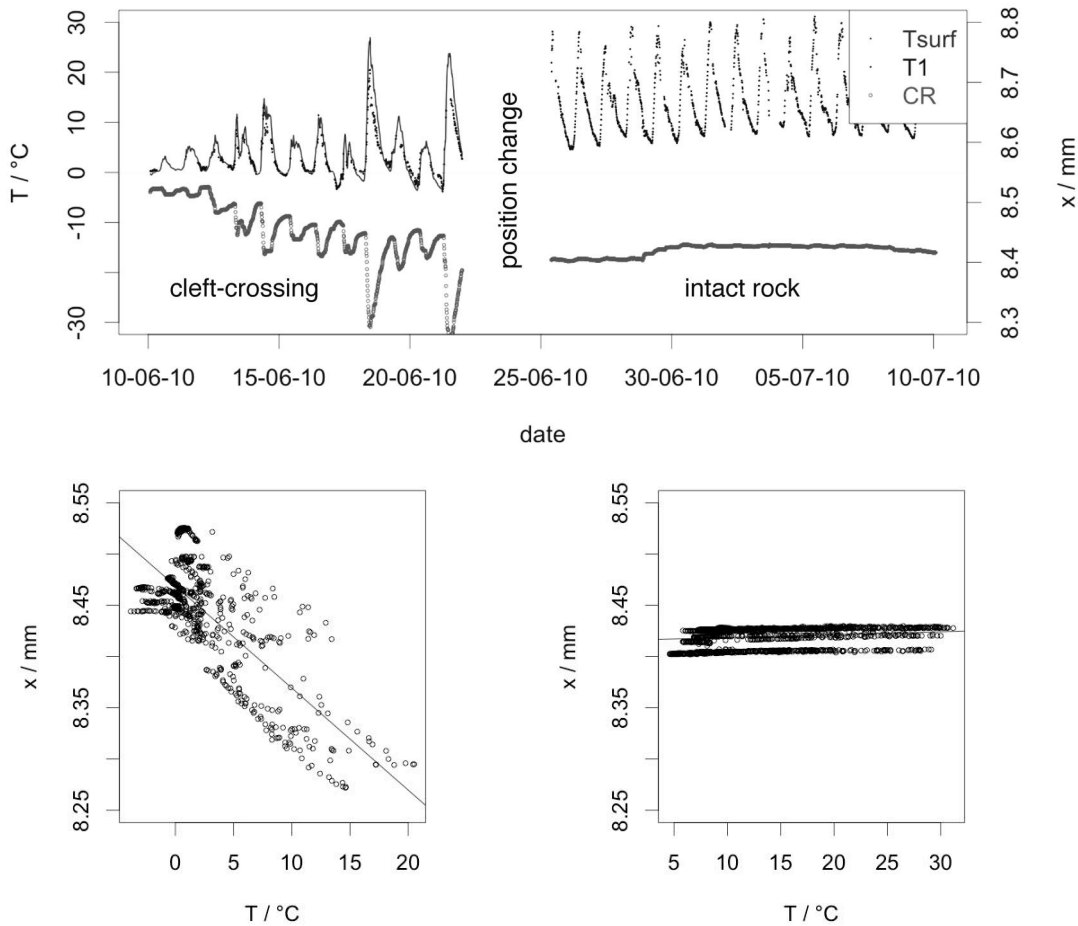 30
20
10
0
-10
-30
T / °C
8.8
8.7
8.6
8.5
8.4
8.3
x / mm
Tsurf
T1
CR
position change
cleft-crossing
intact rock
10-06-10 15-06-10 20-06-10 25-06-10 30-06-10 05-07-10 10-07-10
date
8.55
8.45
8.35
8.25
x / mm
0 5 10 15 20
T / °C
8.55
8.45
8.35
8.25
x / mm
5 10 15 20 25 30
T / °C